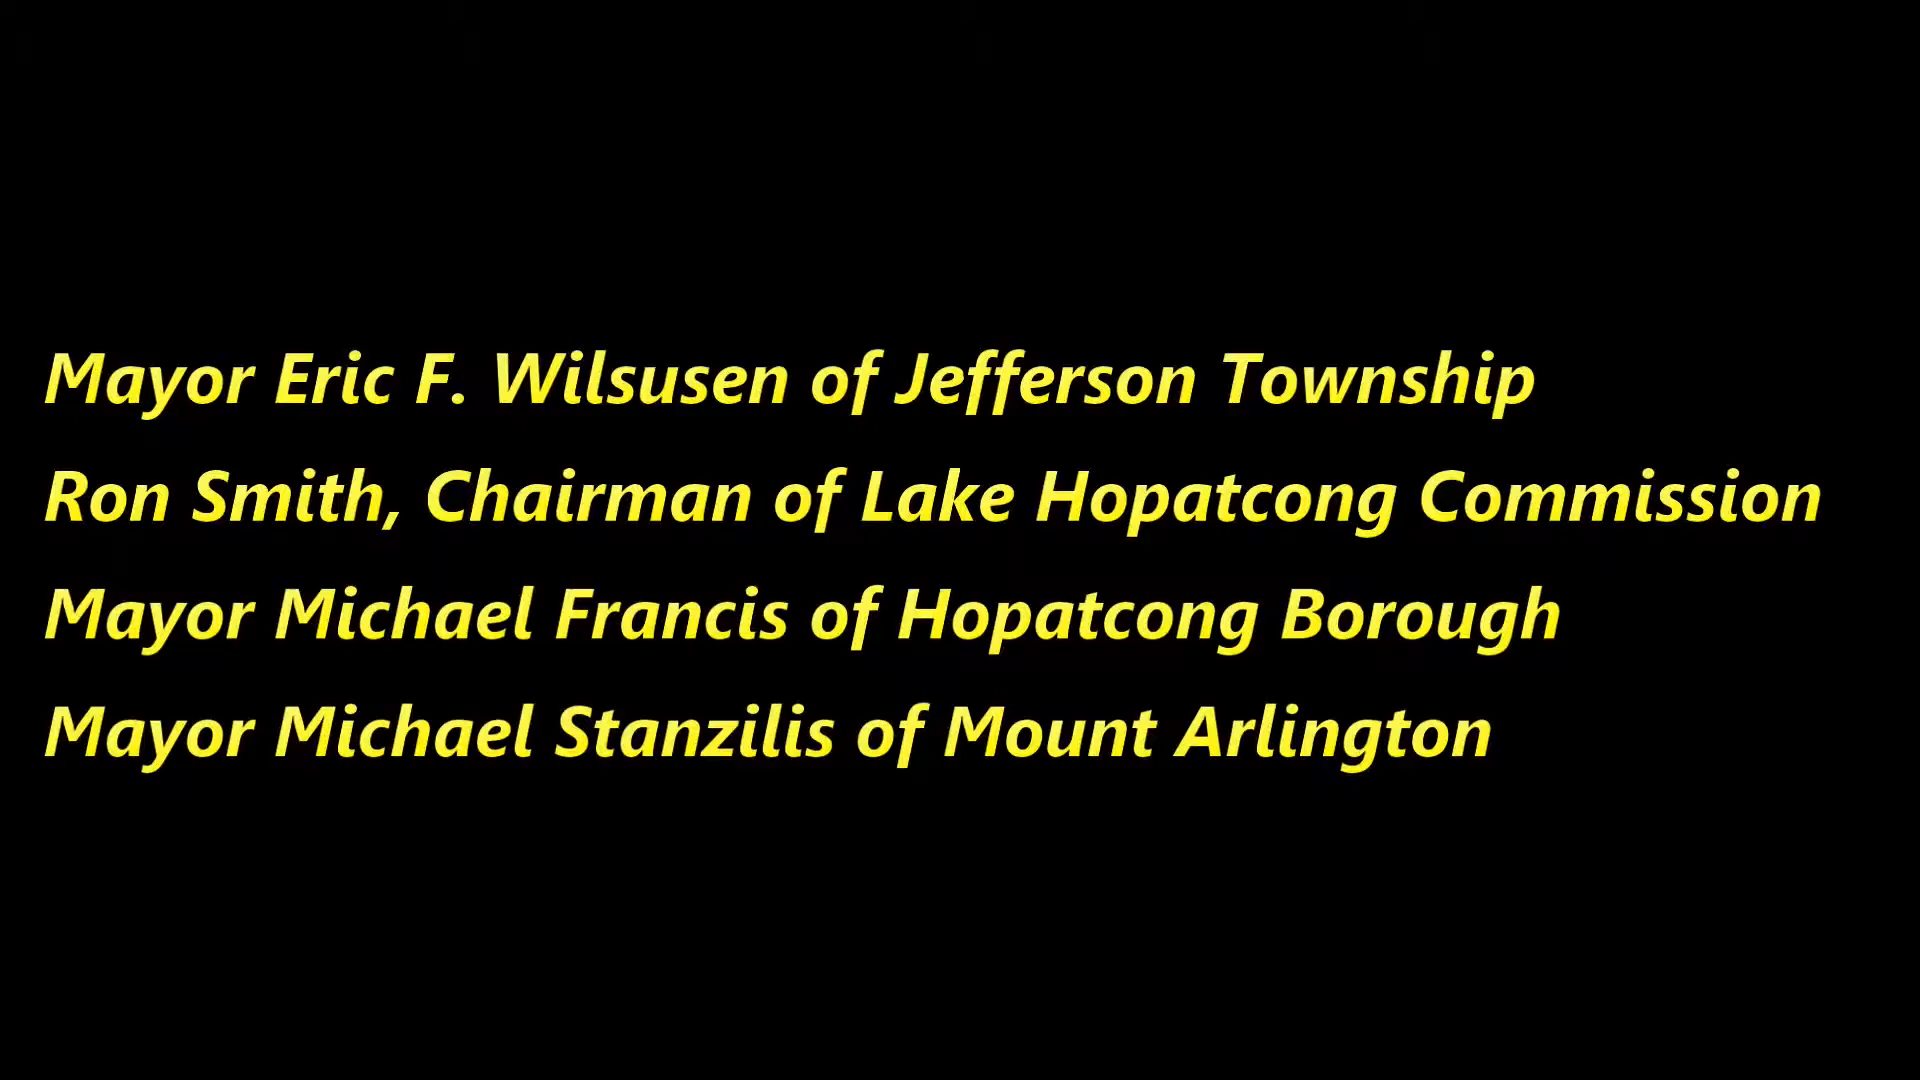 Mayor Eric F. Wilsusen of Jefferson Township
Ron Smith, Chairman of Lake Hopatcong Commission
Mayor Michael Francis of Hopatcong Borough
Mayor Michael Stanzilis of Mount Arlington